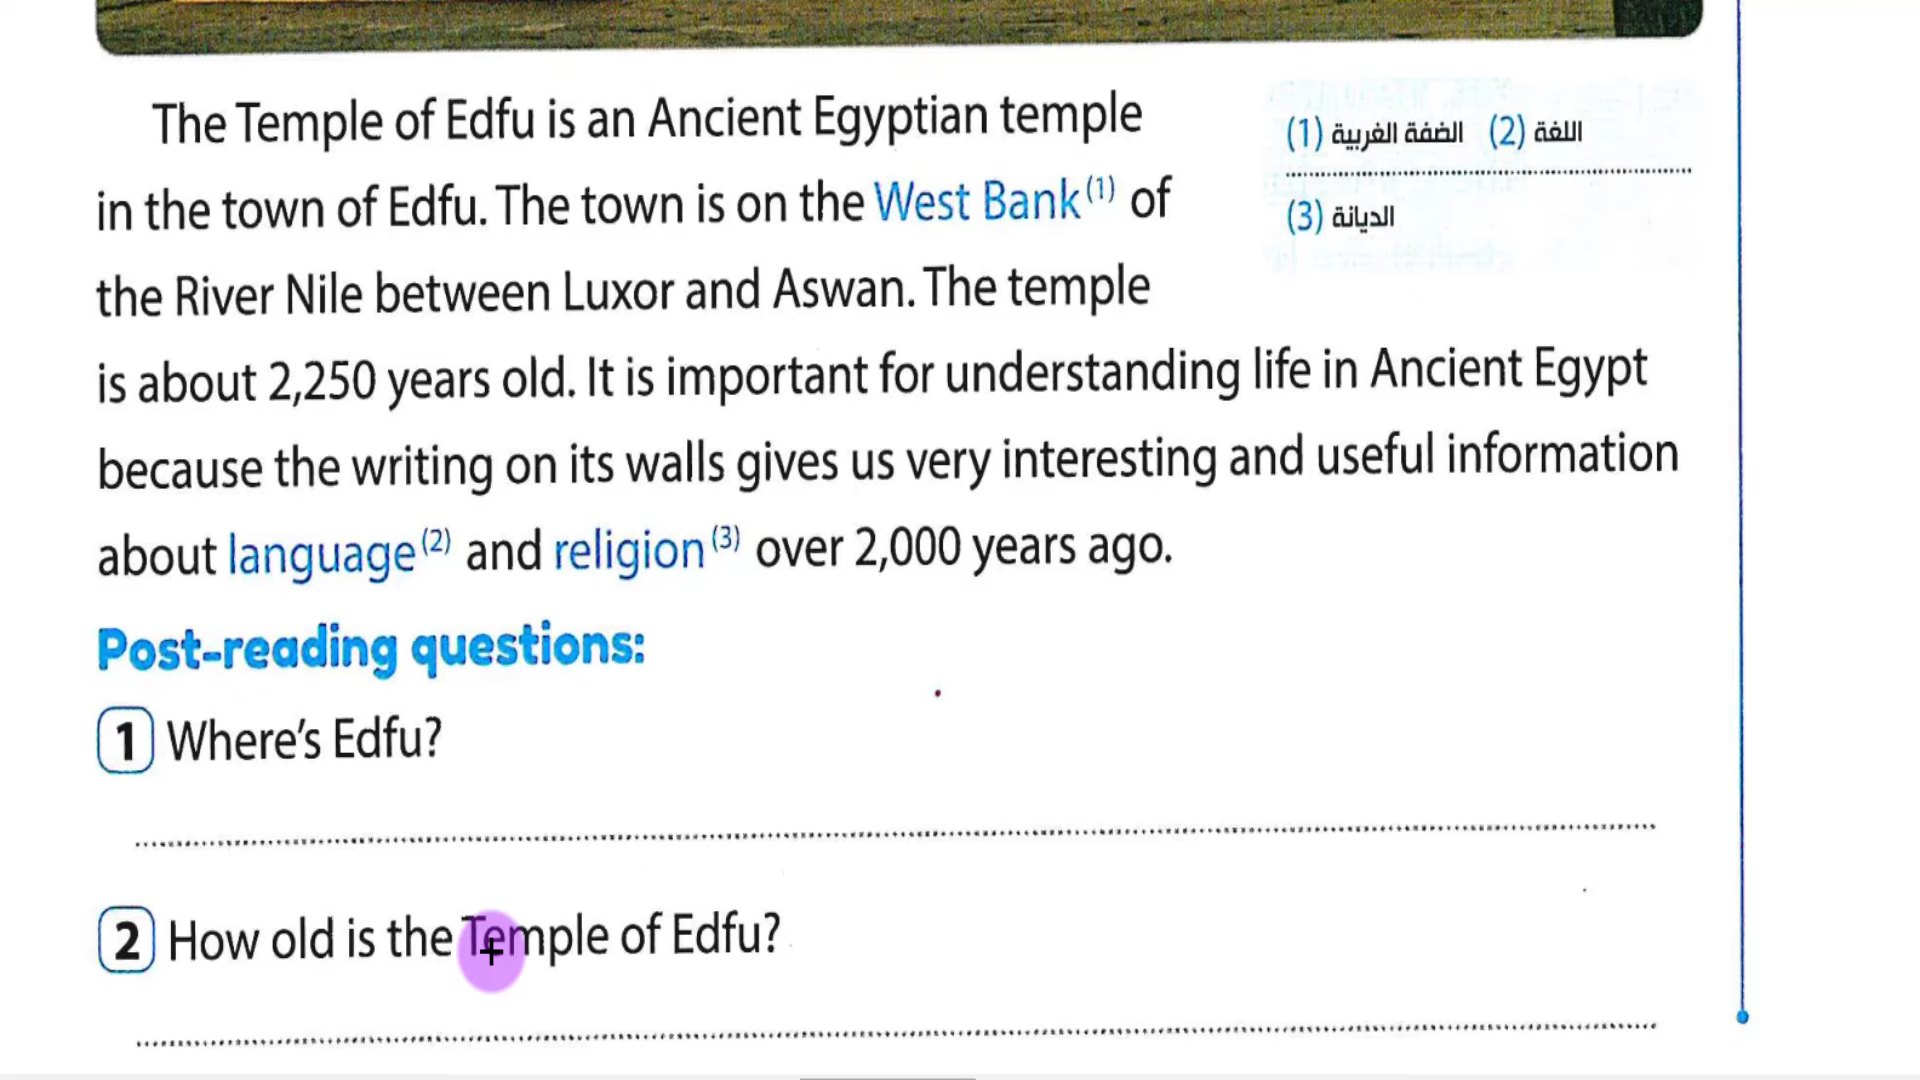 The Temple of Edfu is an Ancient Egyptian temple
in the town of Edfu. The town is on the West Bank(1) of
the River Nile between Luxor and Aswan. The temple
is about 2,250 years old. It is important for understanding life in Ancient Egypt
because the writing on its walls gives us very interesting and useful information
about language(2) and religion(3) over 2,000 years ago.
(1) الضفة الغربية (2) اللغة
(3) الديانة
Post-reading questions:
1 Where's Edfu?
2 How old is the Temple of Edfu?